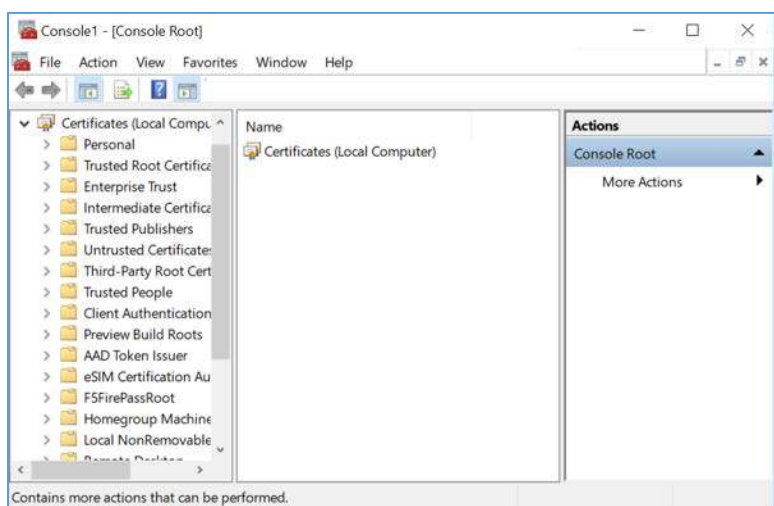 Console1 - [Console Root]
File Action View Favorites Window Help
Certificates (Local Compu
Personal
Trusted Root Certifica
Enterprise Trust
Intermediate Certifica
Trusted Publishers
Untrusted Certificates
Third-Party Root Cert
Trusted People
Client Authentication
Preview Build Roots
AAD Token Issuer
eSIM Certification Au
F5FirePassRoot
Homegroup Machine
Local NonRemovable
Remote Desktop
Name
Certificates (Local Computer)
Actions
Console Root
More Actions
Contains more actions that can be performed.